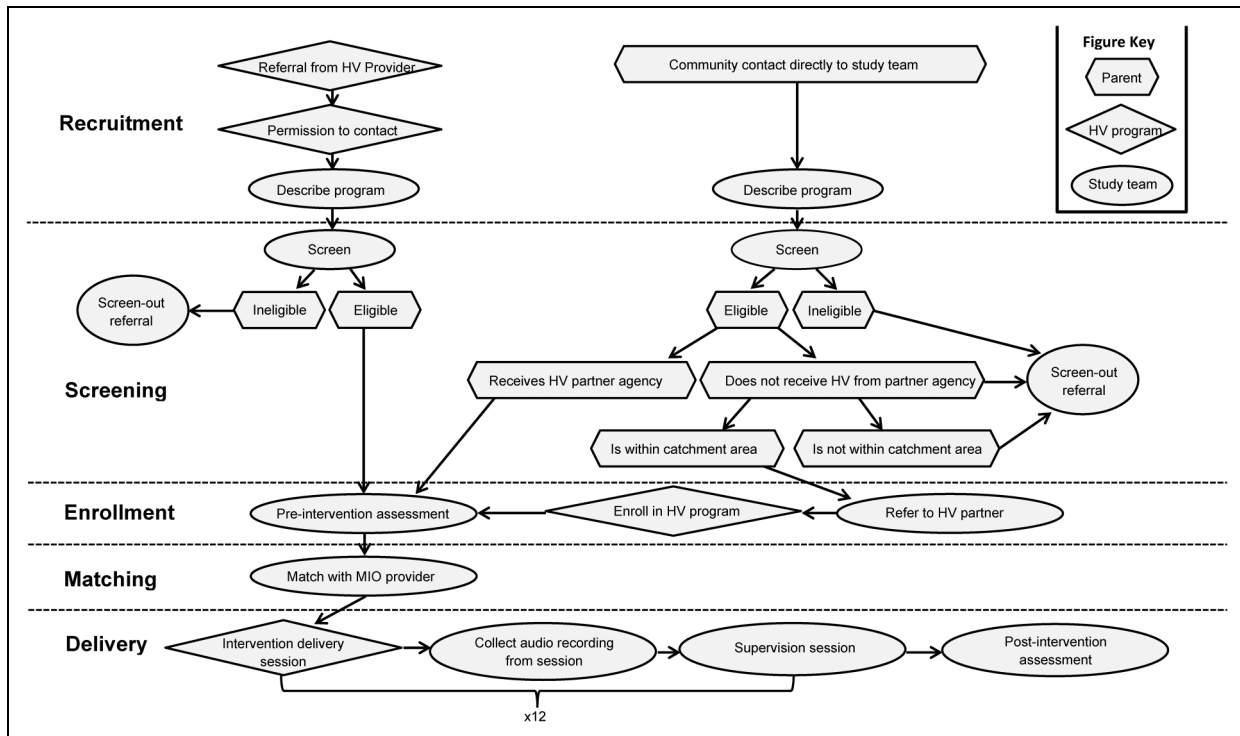 Referral from HV Provider
Community contact directly to study team
Figure Key
Parent
HV program
Study team
Recruitment
Permission to contact
Describe program
Describe program
Screen
Screen
Screen-out
referral
Ineligible
Eligible
Eligible
Ineligible
Screening
Receives HV partner agency
Does not receive HV from partner agency
Screen-out
referral
Is within catchment area
Is not within catchment area
Enrollment
Pre-intervention assessment
Enroll in HV program
Refer to HV partner
Matching
Match with MIO provider
Delivery
Intervention delivery
session
Collect audio recording
from session
Supervision session
Post-intervention
assessment
x12